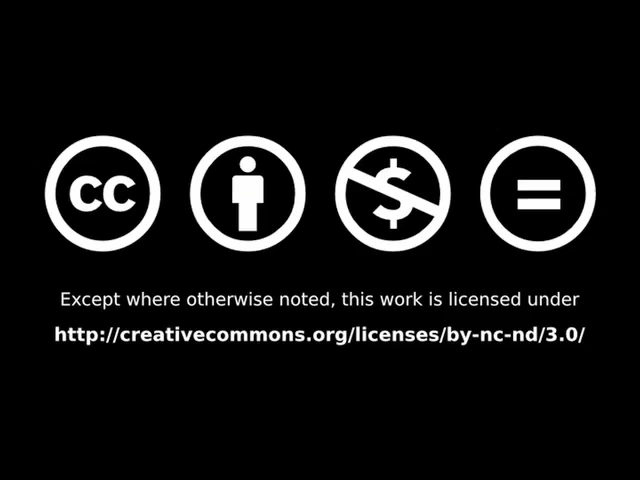 cc
$
=
Except where otherwise noted, this work is licensed under
http://creativecommons.org/licenses/by-nc-nd/3.0/